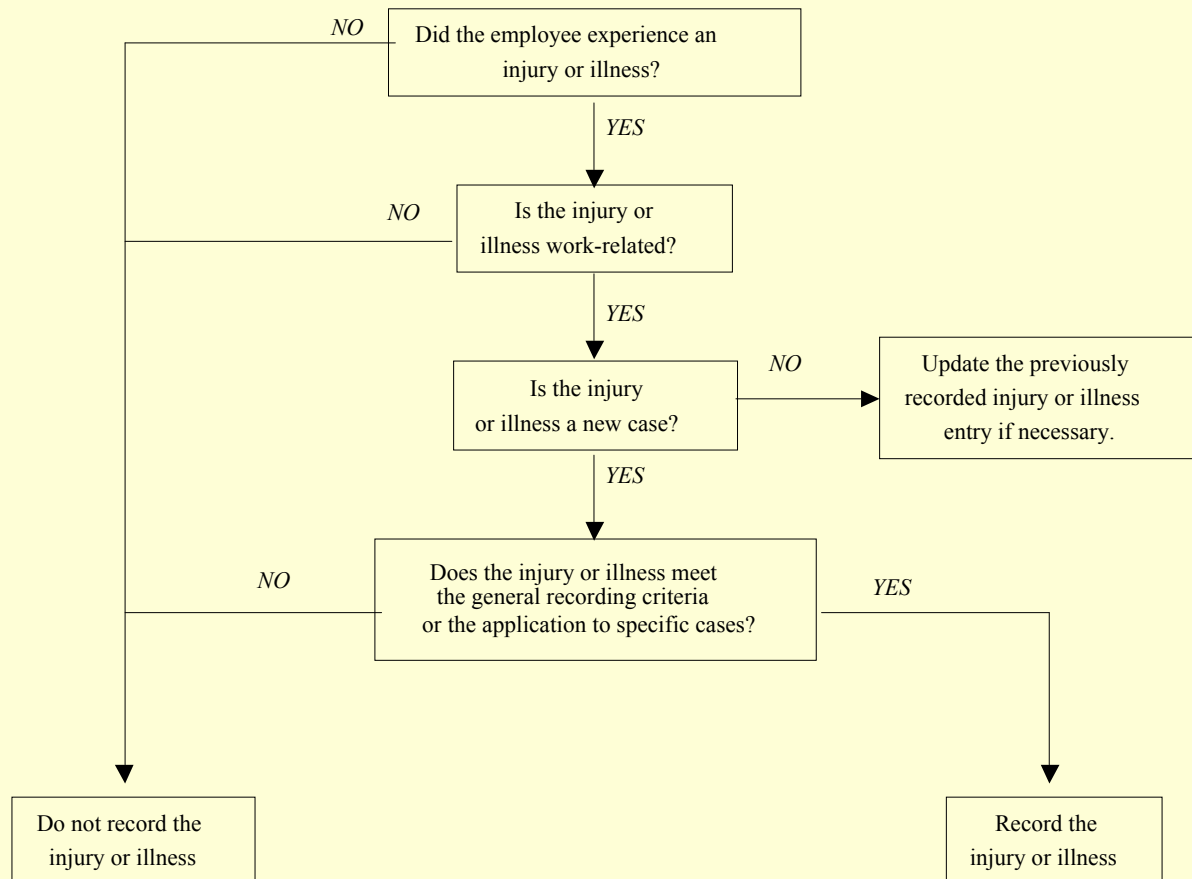 NO
Did the employee experience an
injury or illness?
YES
NO
Is the injury or
illness work-related?
YES
Is the injury
or illness a new case?
NO
Update the previously
recorded injury or illness
entry if necessary.
YES
NO
Does the injury or illness meet
the general recording criteria
or the application to specific cases?
YES
Do not record the
injury or illness
Record the
injury or illness